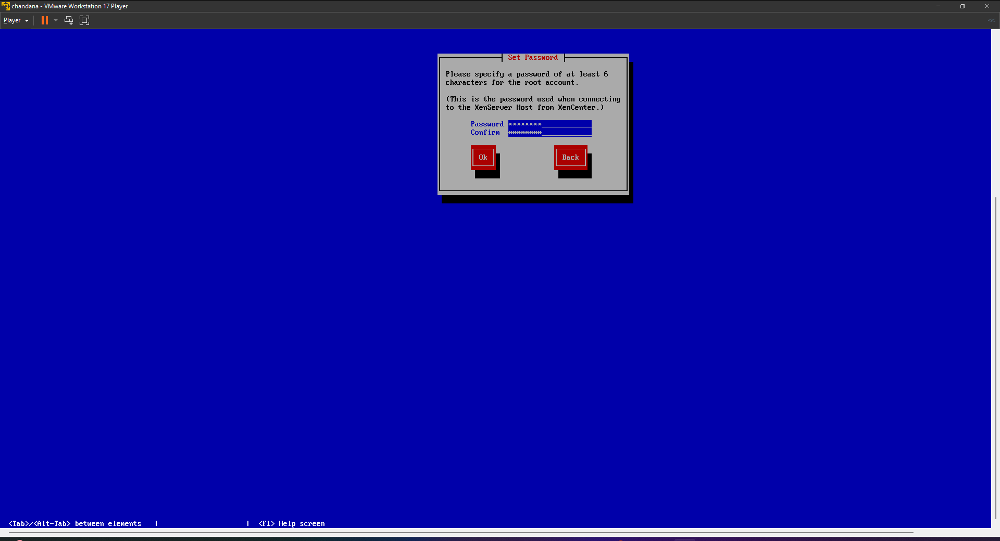 chandana - VMware Workstation 17 Player
Player
Set Password
Please specify a password of at least 6
characters for the root account.
(This is the password used when connecting
to the XenServer Host from XenCenter.)
Password ********
Confirm ********
Ok
Back
<Tab>/<Alt-Tab> between elements | | <F1> Help screen